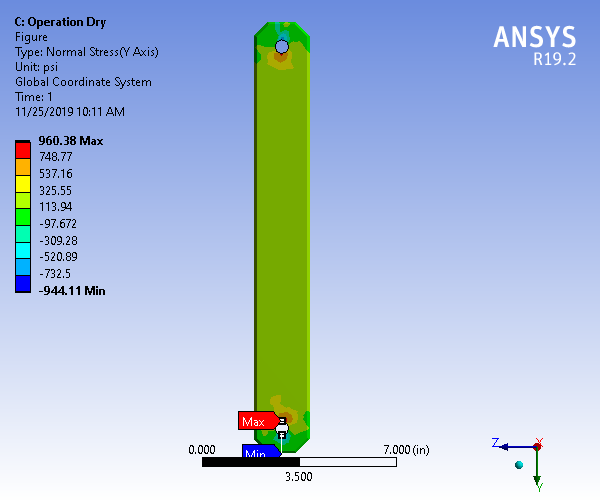 C: Operation Dry
Figure
Type: Normal Stress(Y Axis)
Unit: psi
Global Coordinate System
Time: 1
11/25/2019 10:11 AM
960.38 Max
748.77
537.16
325.55
113.94
-97.672
-309.28
-520.89
-732.5
-944.11 Min
ANSYS
R19.2
Max
Min
0.000
7.000 (in)
3.500
Z
X
Y